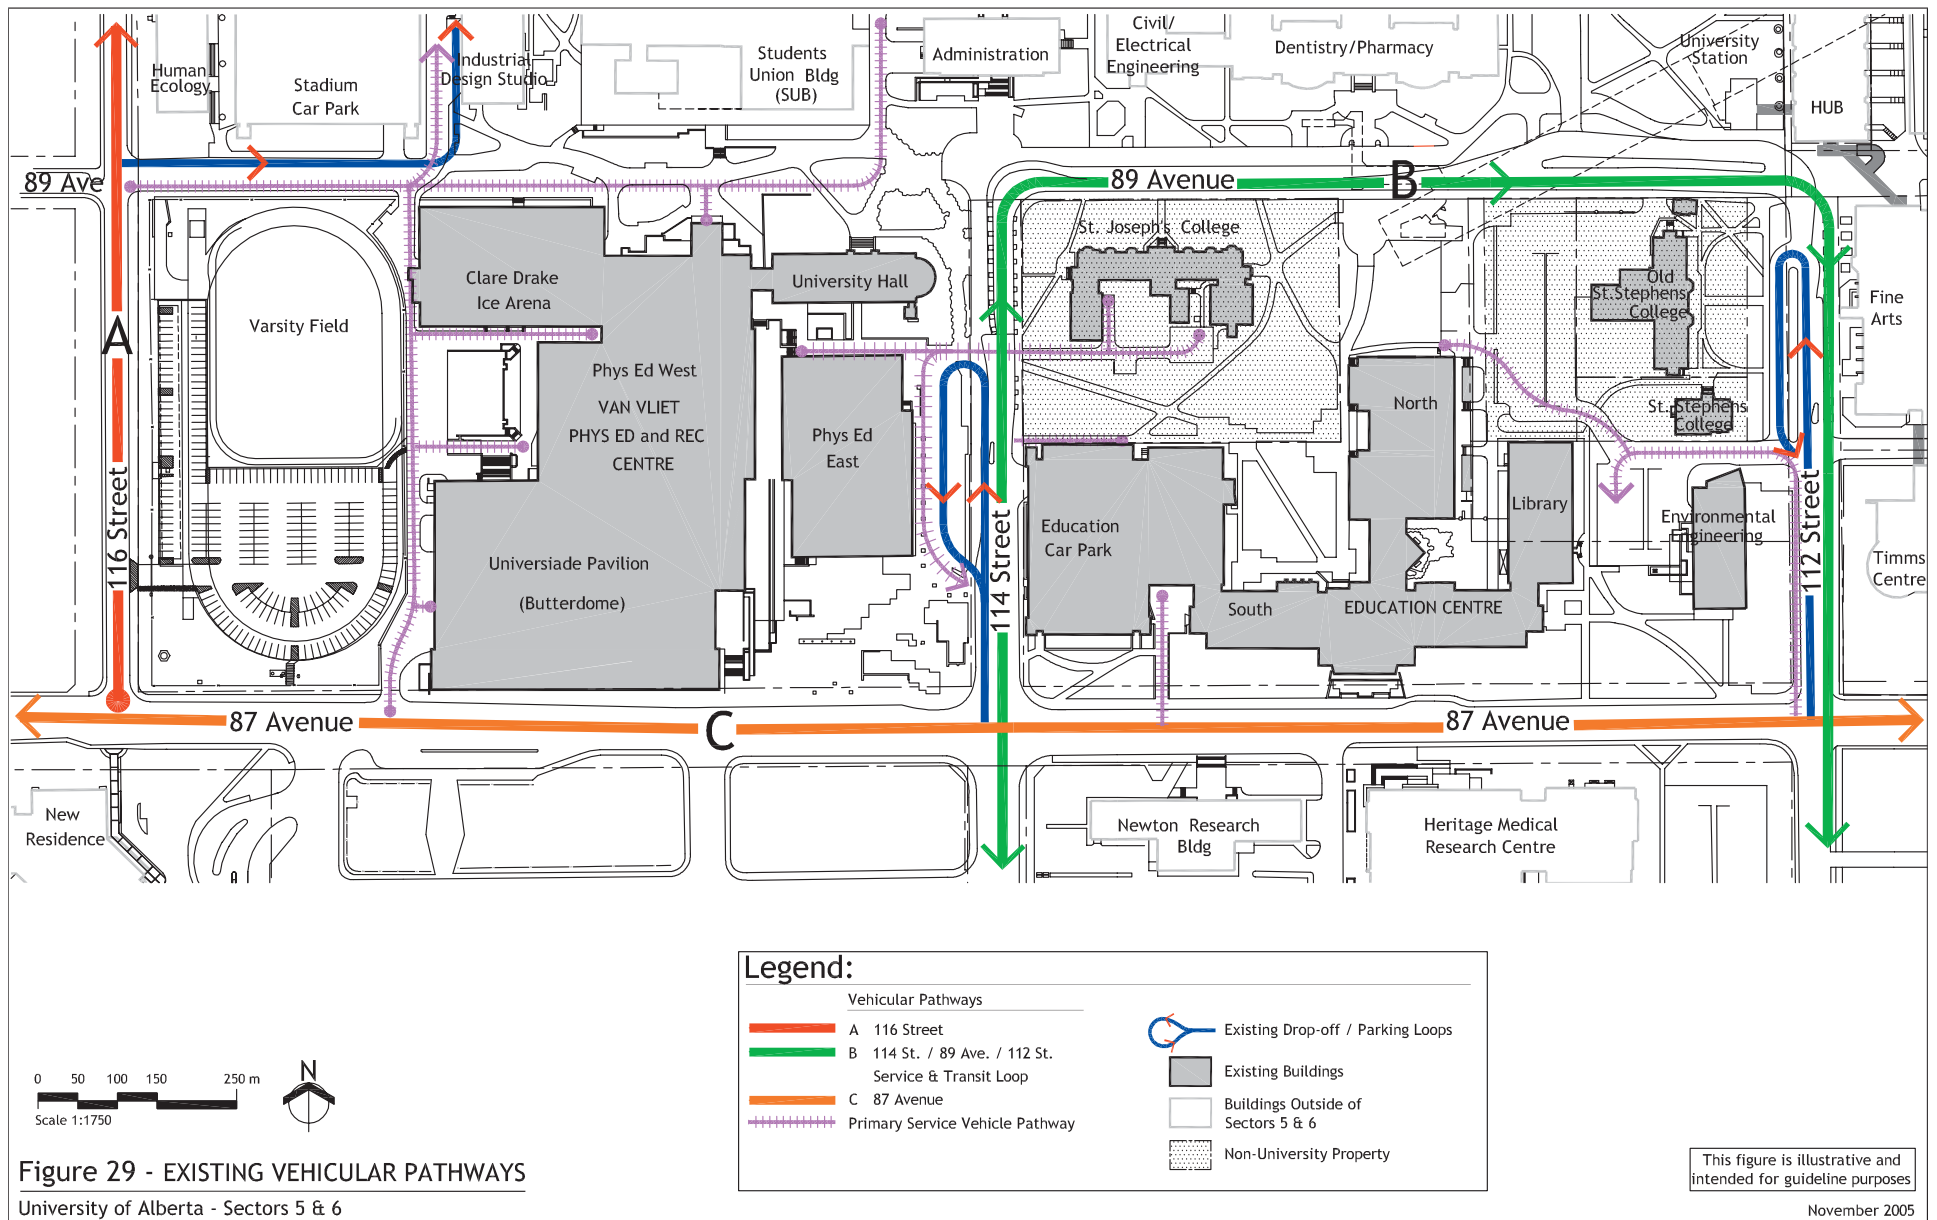 Human
Ecology
Stadium
Car Park
Industrial
Design Studio
Students
Union Bldg
(SUB)
Administration
Civil/
Electrical
Engineering
Dentistry/Pharmacy
University
Station
HUB
89 Ave
89 Avenue
B
St. Joseph's College
Clare Drake
Ice Arena
University Hall
Old
St.Stephens
College
Fine
Arts
Varsity Field
A
Phys Ed West
VAN VLIET
PHYS ED and REC
CENTRE
Phys Ed
East
North
St. Stephens
College
116 Street
Education
Car Park
Library
Environmental
Engineering
112 Street
114 Street
Universiade Pavilion
(Butterdome)
South
EDUCATION CENTRE
Timms
Centre
87 Avenue
C
87 Avenue
New
Residence
Newton Research
Bldg
Heritage Medical
Research Centre
Legend:
Vehicular Pathways
A 116 Street
B 114 St. / 89 Ave. / 112 St.
Service & Transit Loop
C 87 Avenue
Primary Service Vehicle Pathway
Existing Drop-off / Parking Loops
Existing Buildings
Buildings Outside of
Sectors 5 & 6
Non-University Property
0 50 100 150 250 m
Scale 1:1750
N
Figure 29 - EXISTING VEHICULAR PATHWAYS
University of Alberta - Sectors 5 & 6
This figure is illustrative and
intended for guideline purposes
November 2005